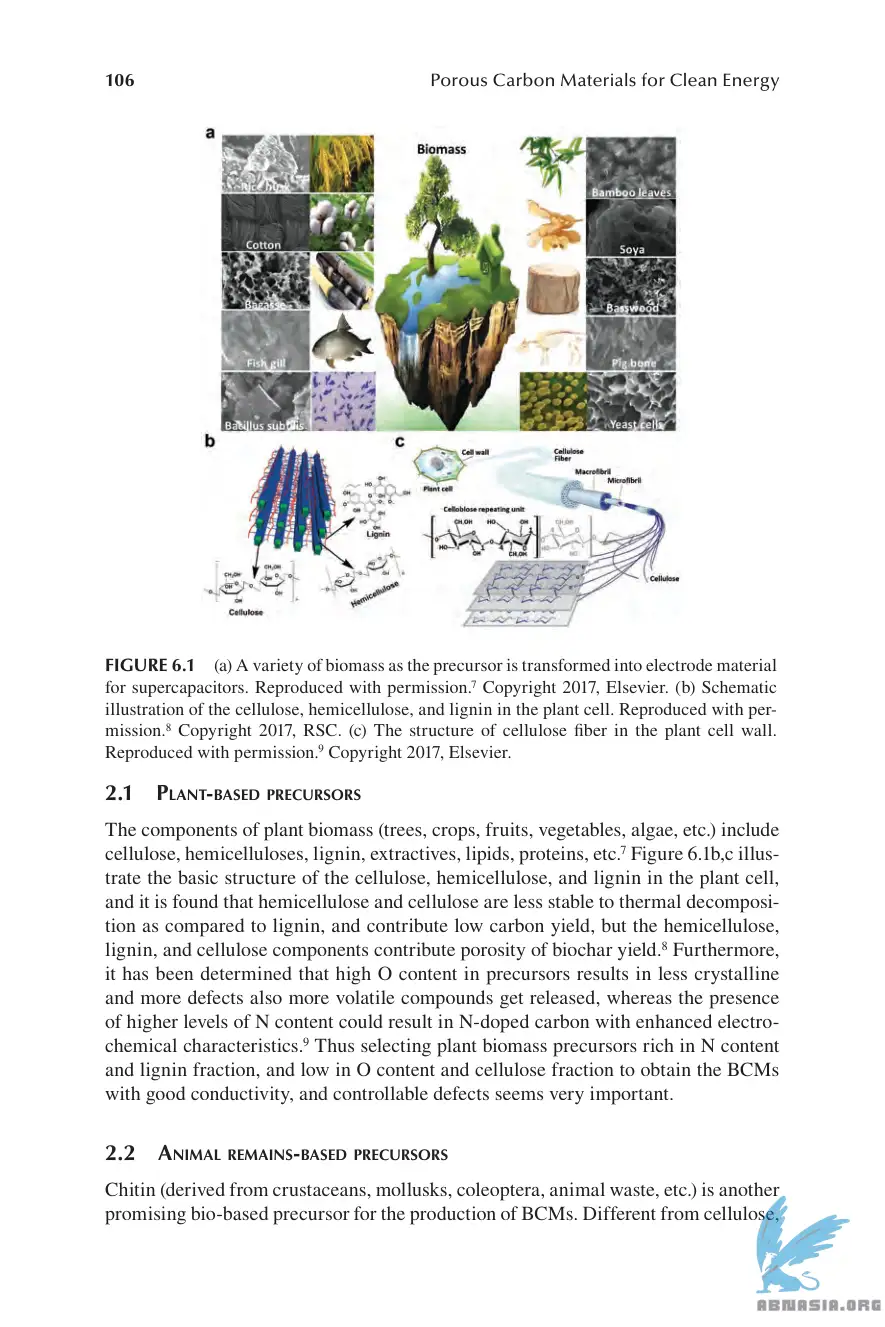 106 Porous Carbon Materials for Clean Energy
a
Biomass
Rice husk
Cotton
Bagasse
Fish gill
Bacillus subtilis
Bamboo leaves
Soya
Basswood
Pig bone
Yeast cells
b
Lignin
Cellulose
Hemicellulose
c
Cell wall
Plant cell
Cellulose
Fiber
Macrofibril
Microfibril
Cellobiose repeating unit
Cellulose
FIGURE 6.1 (a) A variety of biomass as the precursor is transformed into electrode material
for supercapacitors. Reproduced with permission.⁷ Copyright 2017, Elsevier. (b) Schematic
illustration of the cellulose, hemicellulose, and lignin in the plant cell. Reproduced with per-
mission.⁸ Copyright 2017, RSC. (c) The structure of cellulose fiber in the plant cell wall.
Reproduced with permission.⁹ Copyright 2017, Elsevier.
2.1 Plant-based precursors
The components of plant biomass (trees, crops, fruits, vegetables, algae, etc.) include
cellulose, hemicelluloses, lignin, extractives, lipids, proteins, etc.⁷ Figure 6.1b,c illus-
trate the basic structure of the cellulose, hemicellulose, and lignin in the plant cell,
and it is found that hemicellulose and cellulose are less stable to thermal decomposi-
tion as compared to lignin, and contribute low carbon yield, but the hemicellulose,
lignin, and cellulose components contribute porosity of biochar yield.⁸ Furthermore,
it has been determined that high O content in precursors results in less crystalline
and more defects also more volatile compounds get released, whereas the presence
of higher levels of N content could result in N-doped carbon with enhanced electro-
chemical characteristics.⁹ Thus selecting plant biomass precursors rich in N content
and lignin fraction, and low in O content and cellulose fraction to obtain the BCMs
with good conductivity, and controllable defects seems very important.
2.2 Animal remains-based precursors
Chitin (derived from crustaceans, mollusks, coleoptera, animal waste, etc.) is another
promising bio-based precursor for the production of BCMs. Different from cellulose,
ABNASIA.ORG